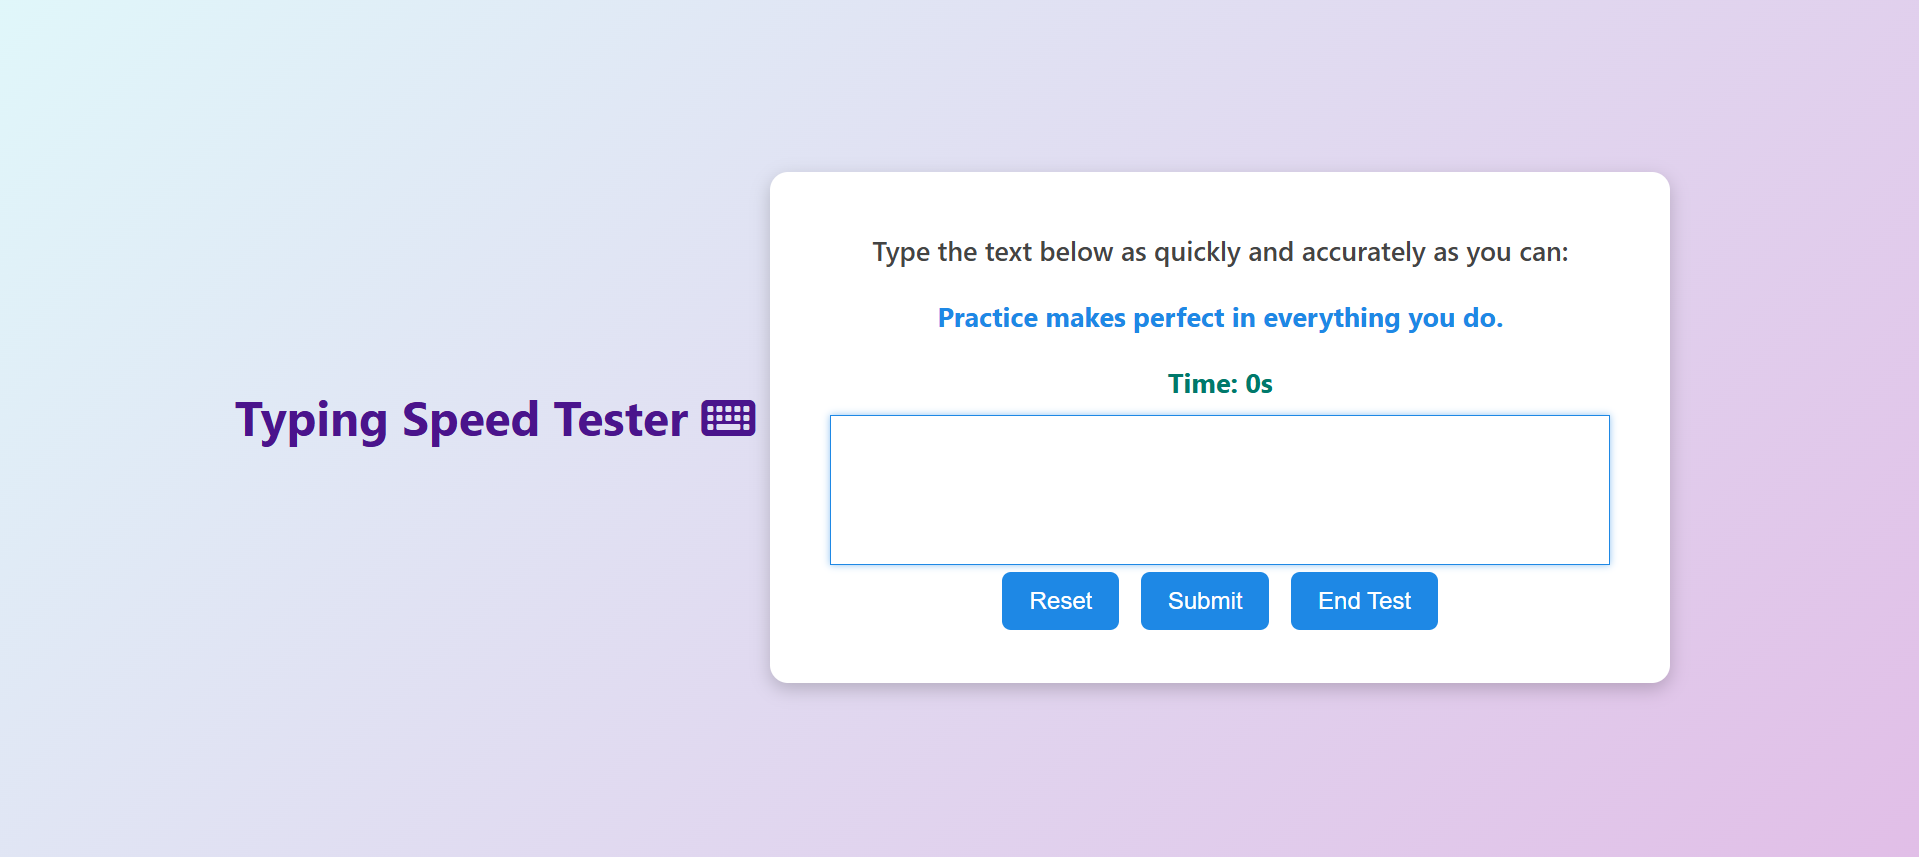 Typing Speed Tester
Type the text below as quickly and accurately as you can:
Practice makes perfect in everything you do.
Time: 0s
Reset
Submit
End Test